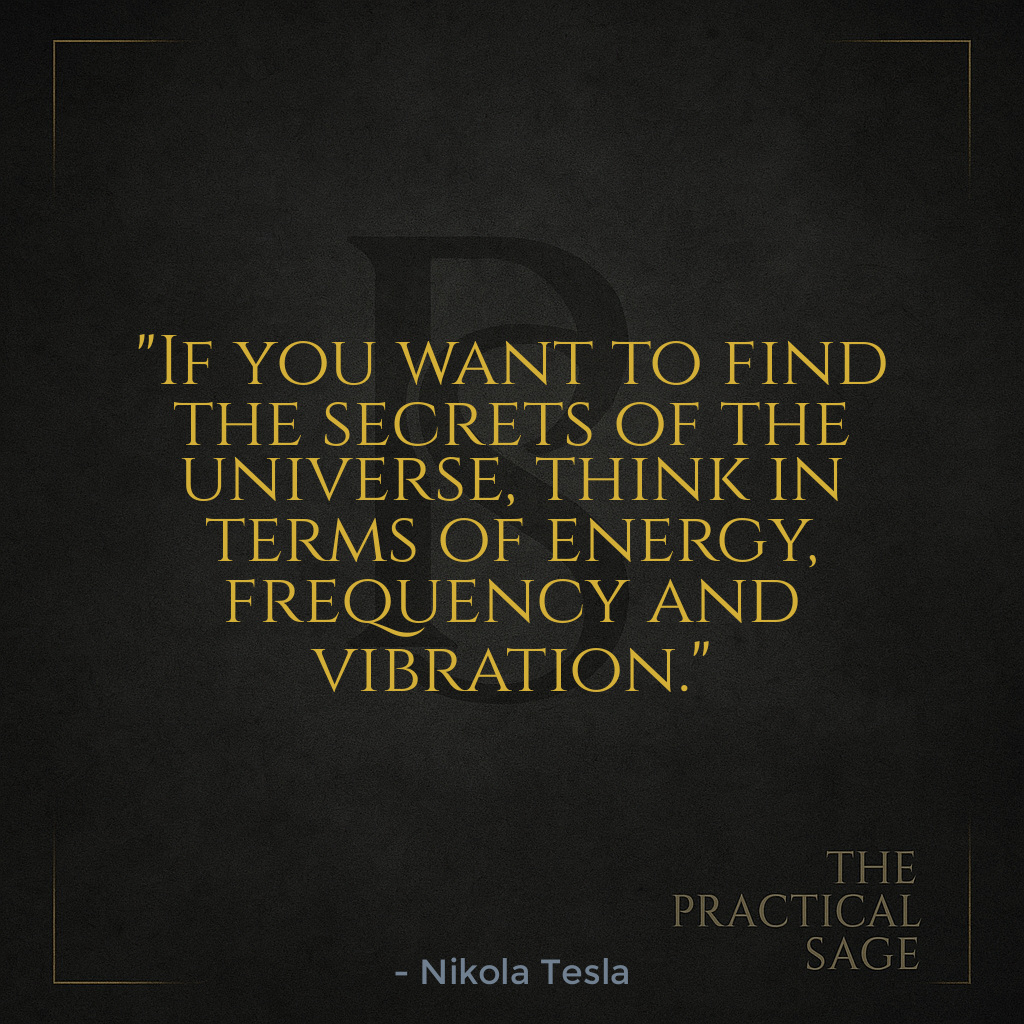 "If you want to find
the secrets of the
universe, think in
terms of energy,
frequency and
vibration."
THE
PRACTICAL
SAGE
- Nikola Tesla